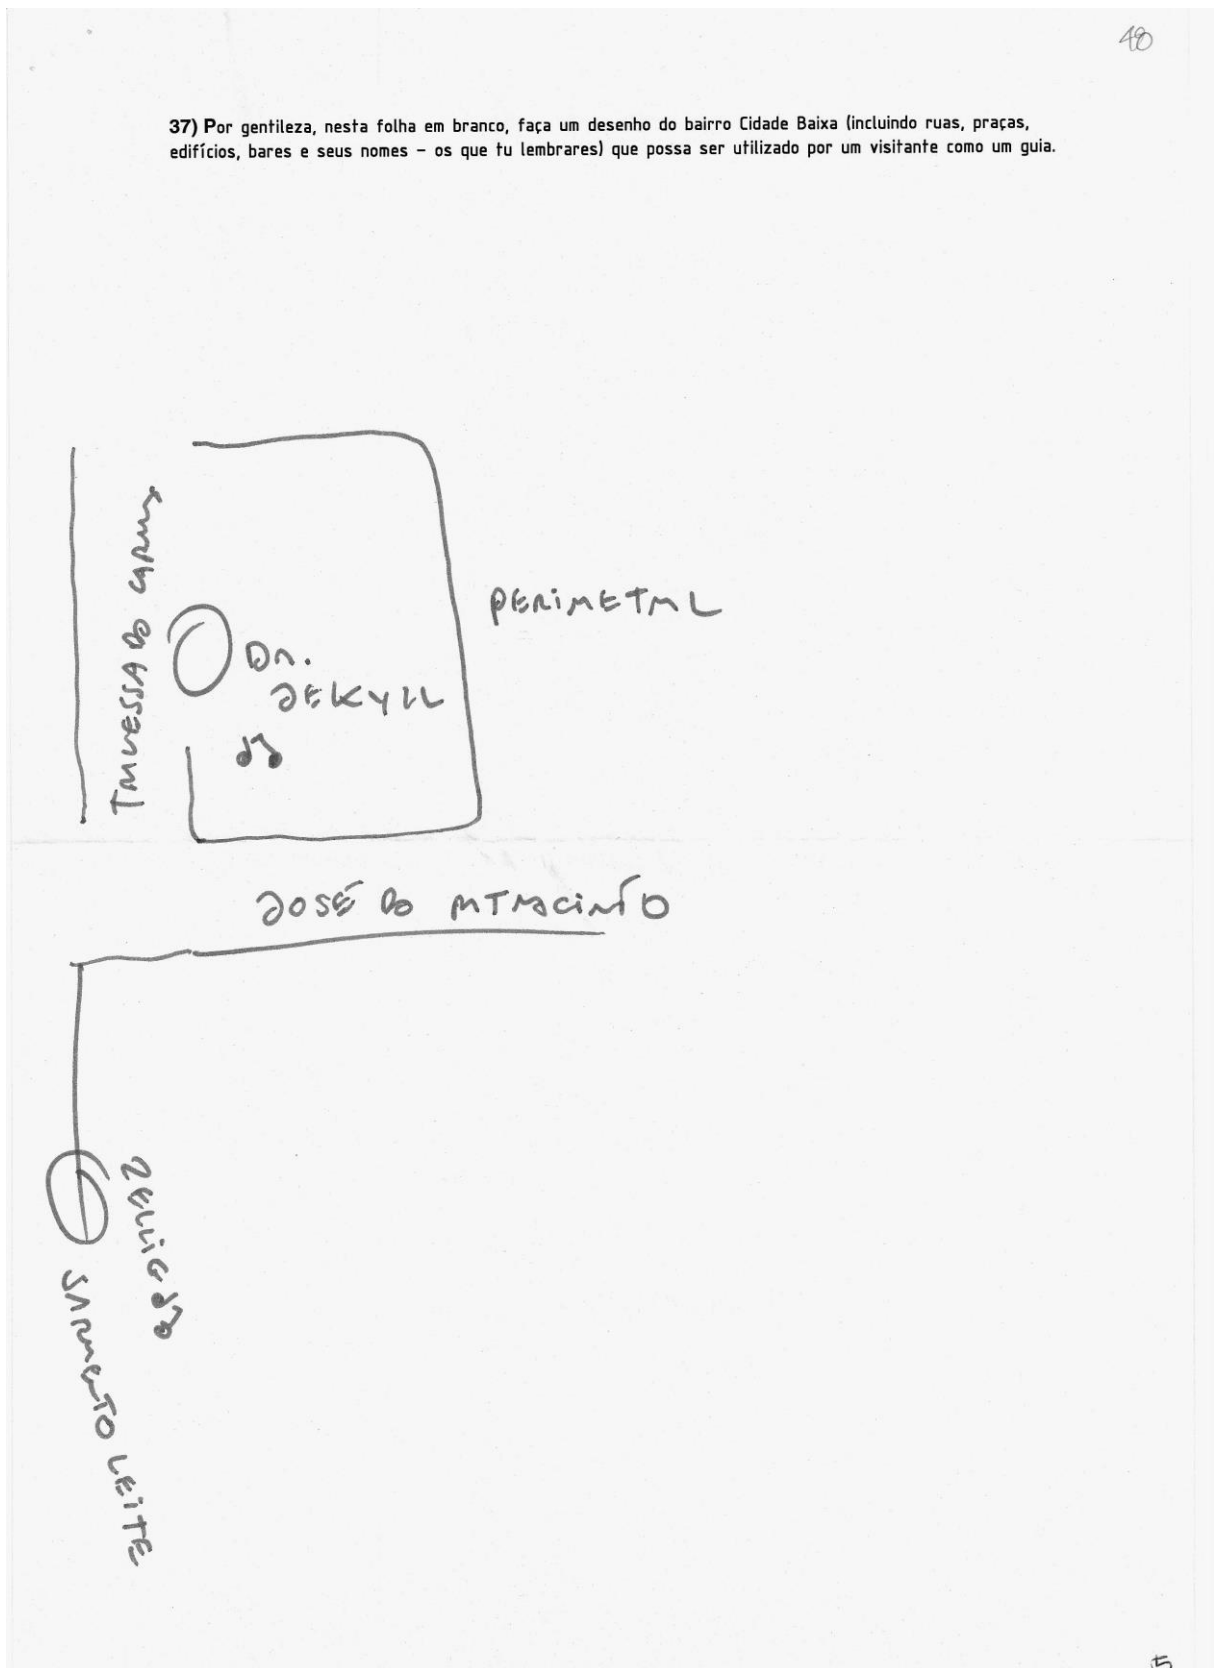 48
37) Por gentileza, nesta folha em branco, faça um desenho do bairro Cidade Baixa (incluindo ruas, praças,
edifícios, bares e seus nomes – os que tu lembrares) que possa ser utilizado por um visitante como um guia.
TRAVESSA DO CARMO
PERIMETRAL
DR.
JEKYLL
JOSÉ DO PATROCINIO
ZELLIG
SARMENTO LEITE
5